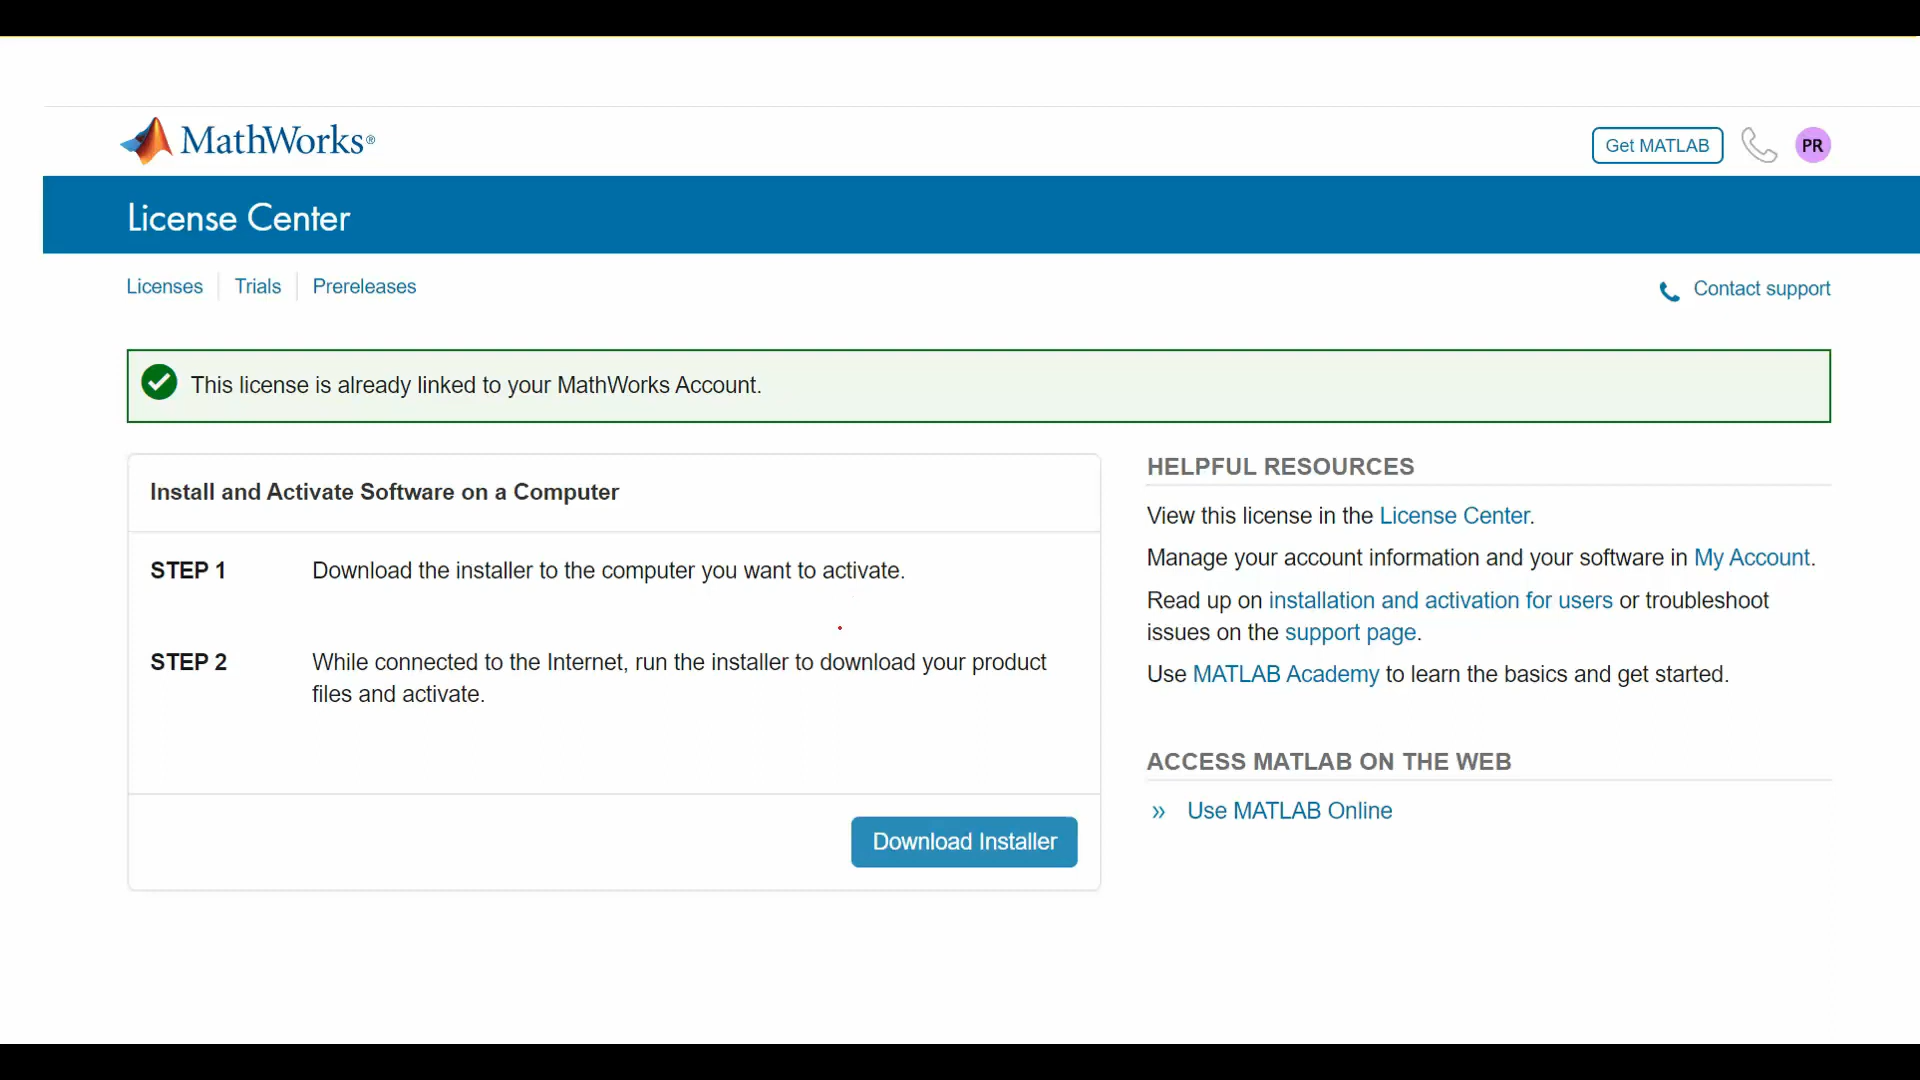 MathWorks®
Get MATLAB
PR
License Center
Licenses
Trials
Prereleases
Contact support
This license is already linked to your MathWorks Account.
Install and Activate Software on a Computer
STEP 1
Download the installer to the computer you want to activate.
STEP 2
While connected to the Internet, run the installer to download your product
files and activate.
Download Installer
HELPFUL RESOURCES
View this license in the License Center.
Manage your account information and your software in My Account.
Read up on installation and activation for users or troubleshoot
issues on the support page.
Use MATLAB Academy to learn the basics and get started.
ACCESS MATLAB ON THE WEB
» Use MATLAB Online